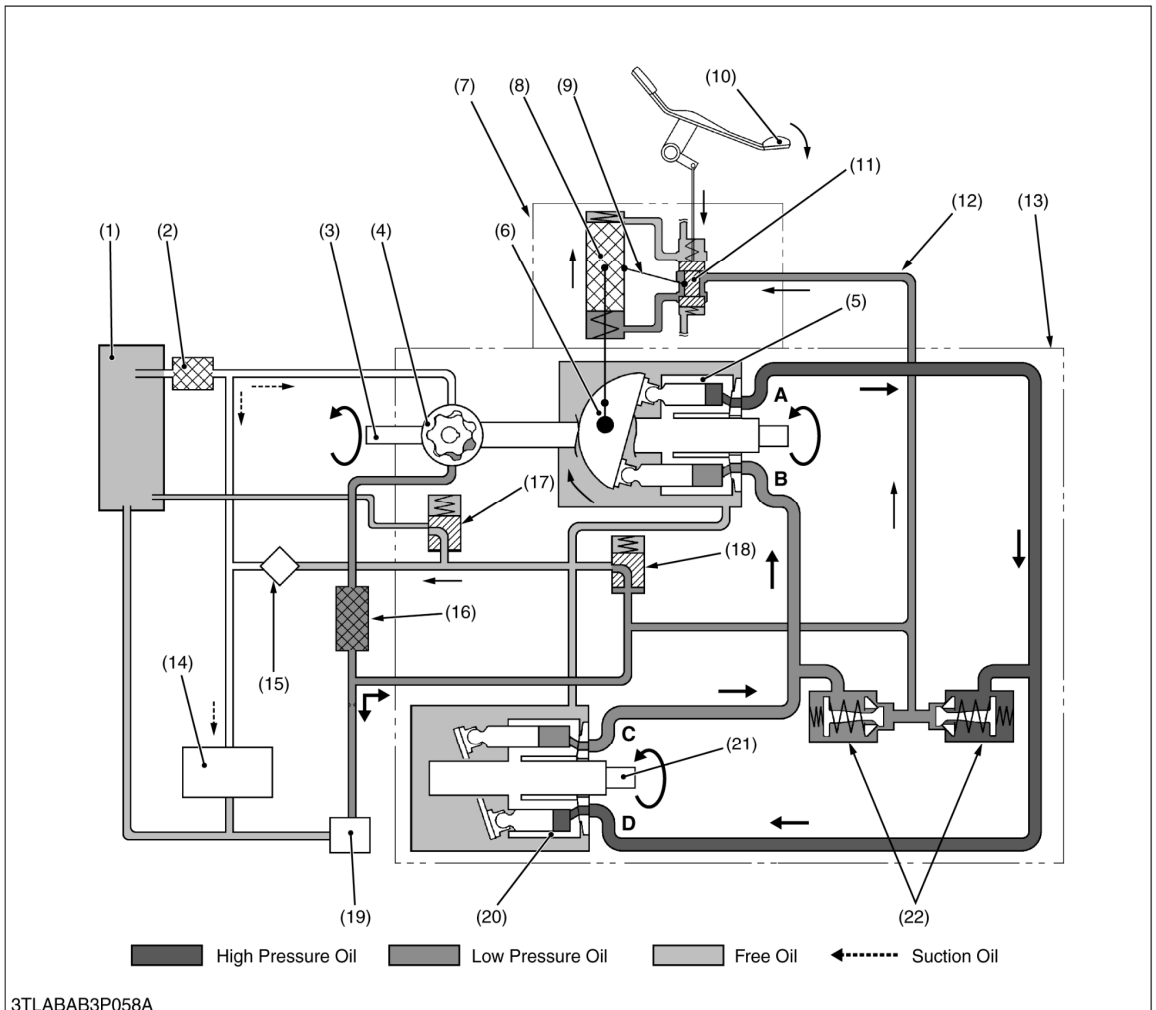 (10)
(7) (8) (9)
(11)
(12) (13)
(1) (2) (3) (4) (6)
(5)
A
B
(17)
(18)
(16)
(14) (15)
C
(21)
D
(19) (20) (22)
High Pressure Oil Low Pressure Oil Free Oil Suction Oil
3TLABAB3P058A